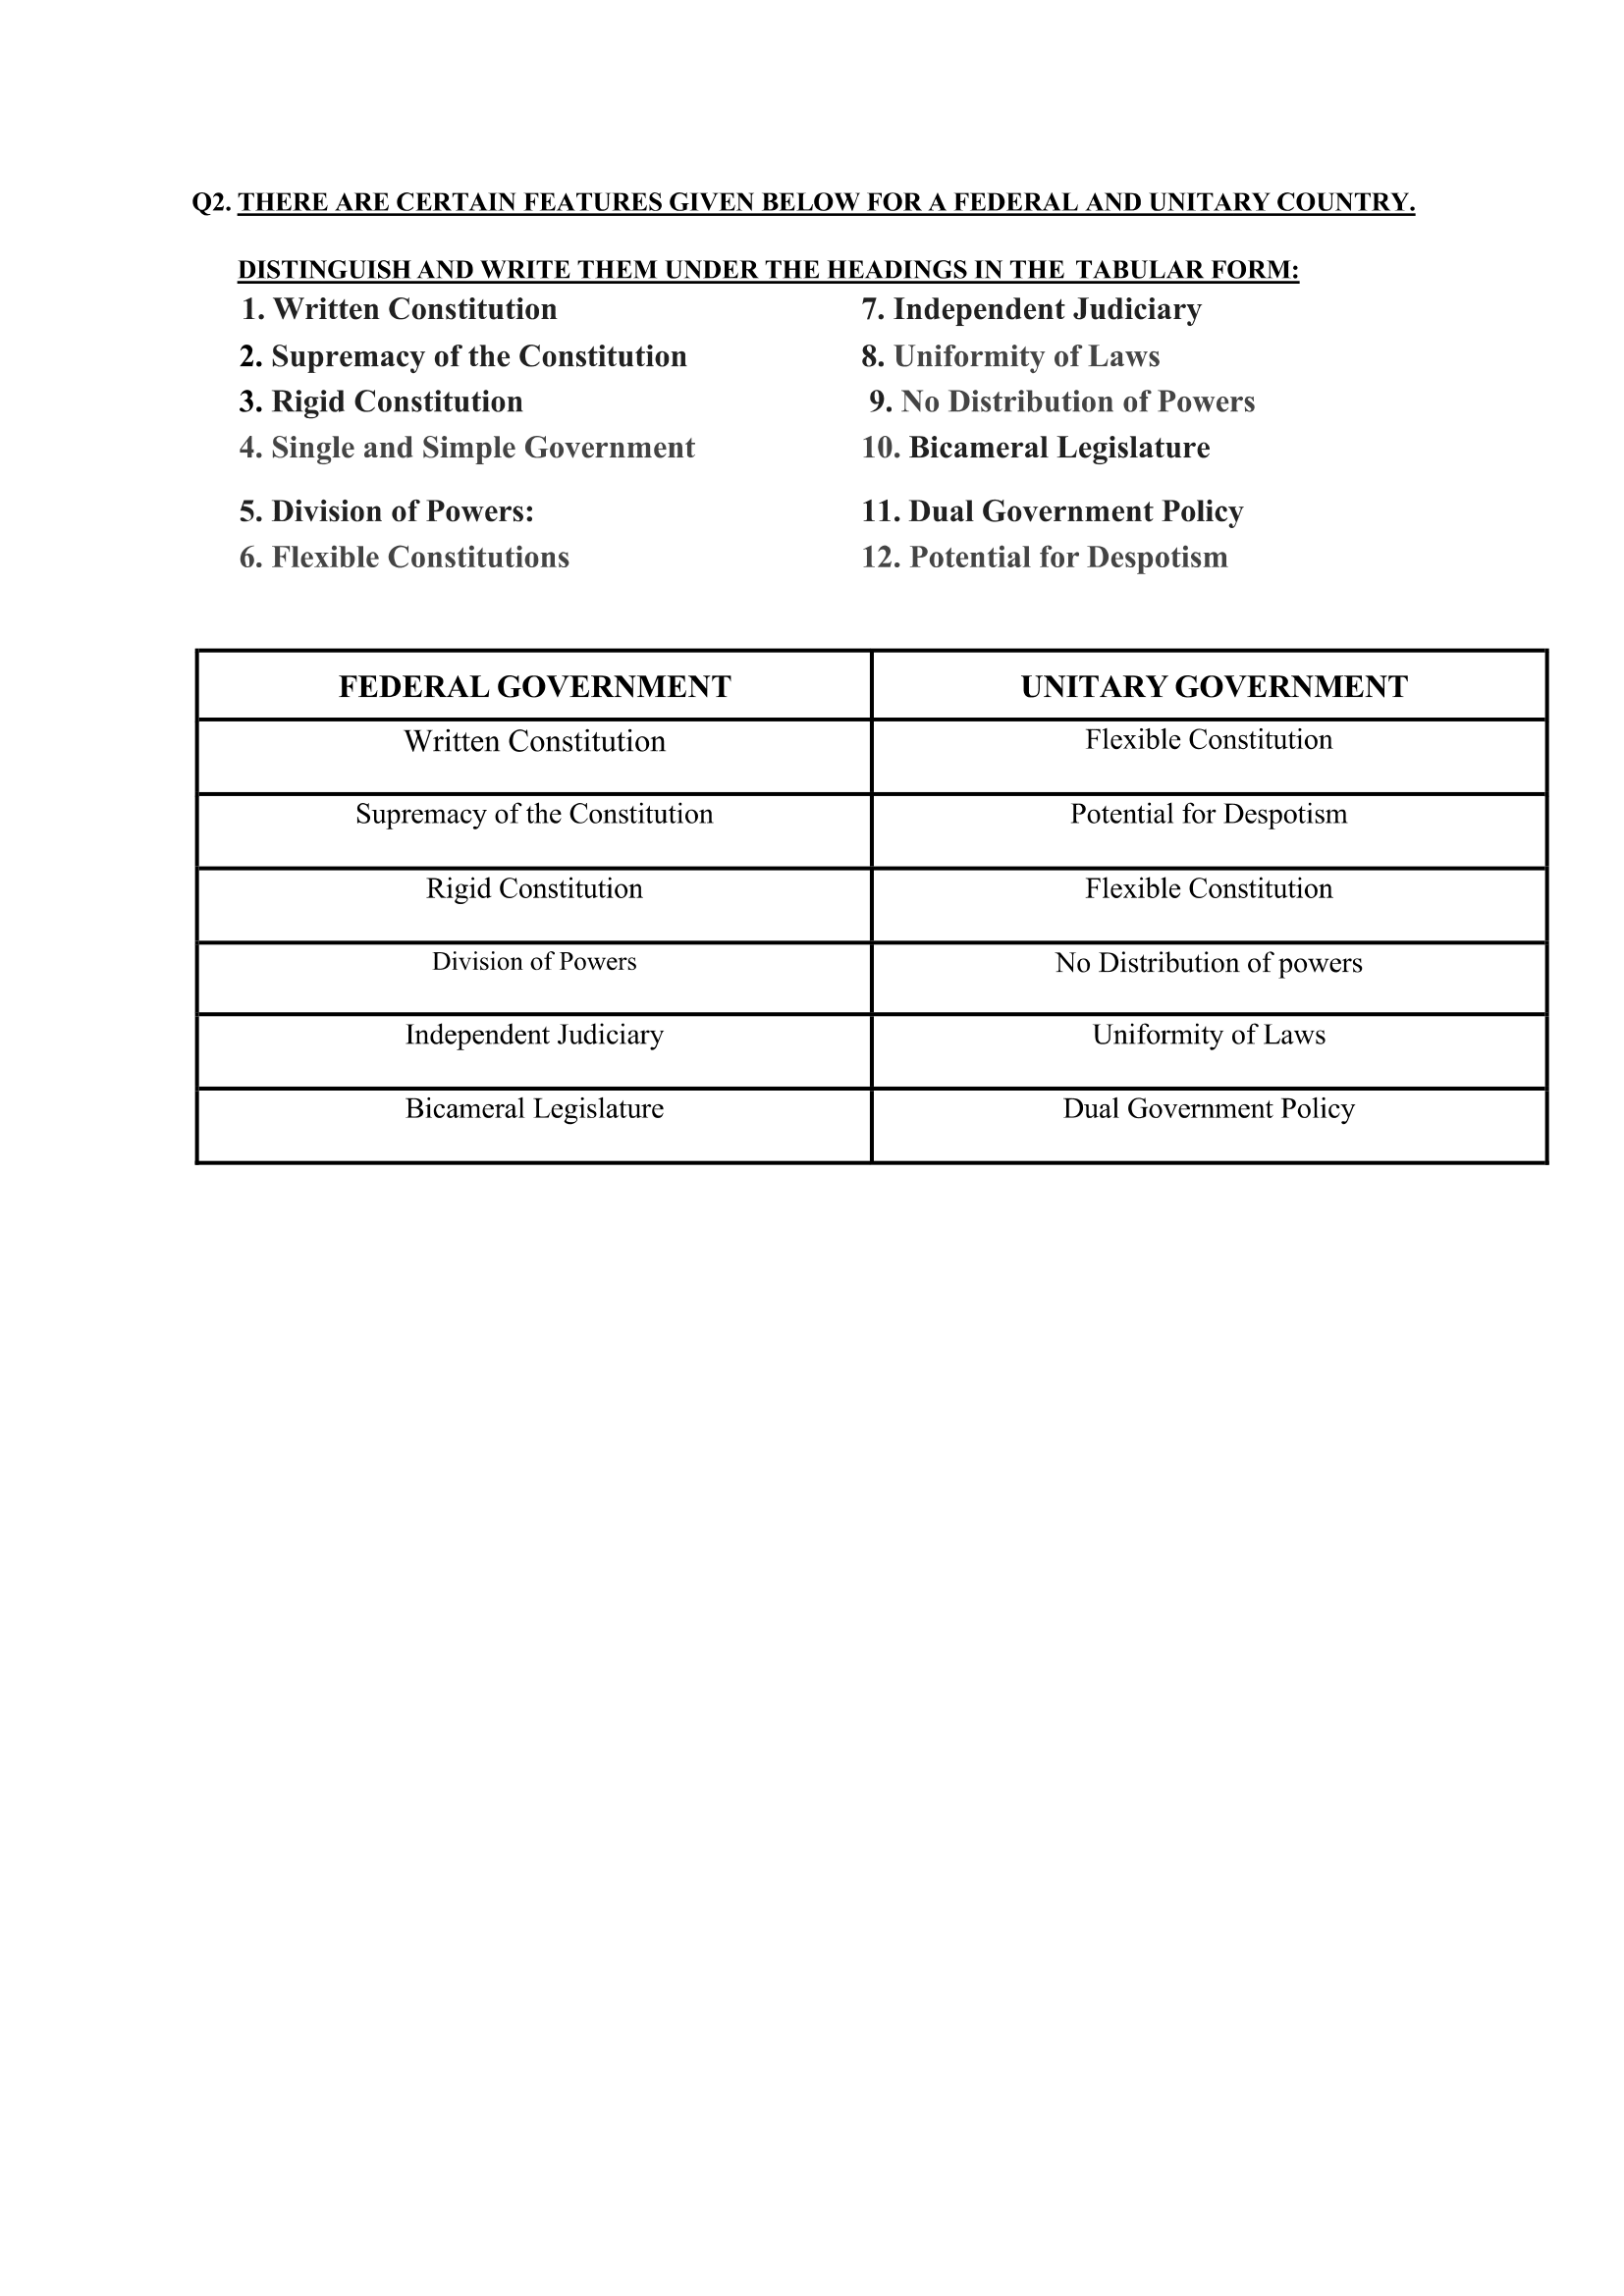 Q2. THERE ARE CERTAIN FEATURES GIVEN BELOW FOR A FEDERAL AND UNITARY COUNTRY.
DISTINGUISH AND WRITE THEM UNDER THE HEADINGS IN THE TABULAR FORM:
1. Written Constitution 7. Independent Judiciary
2. Supremacy of the Constitution 8. Uniformity of Laws
3. Rigid Constitution 9. No Distribution of Powers
4. Single and Simple Government 10. Bicameral Legislature
5. Division of Powers: 11. Dual Government Policy
6. Flexible Constitutions 12. Potential for Despotism
FEDERAL GOVERNMENT UNITARY GOVERNMENT
Written Constitution Flexible Constitution
Supremacy of the Constitution Potential for Despotism
Rigid Constitution Flexible Constitution
Division of Powers No Distribution of powers
Independent Judiciary Uniformity of Laws
Bicameral Legislature Dual Government Policy